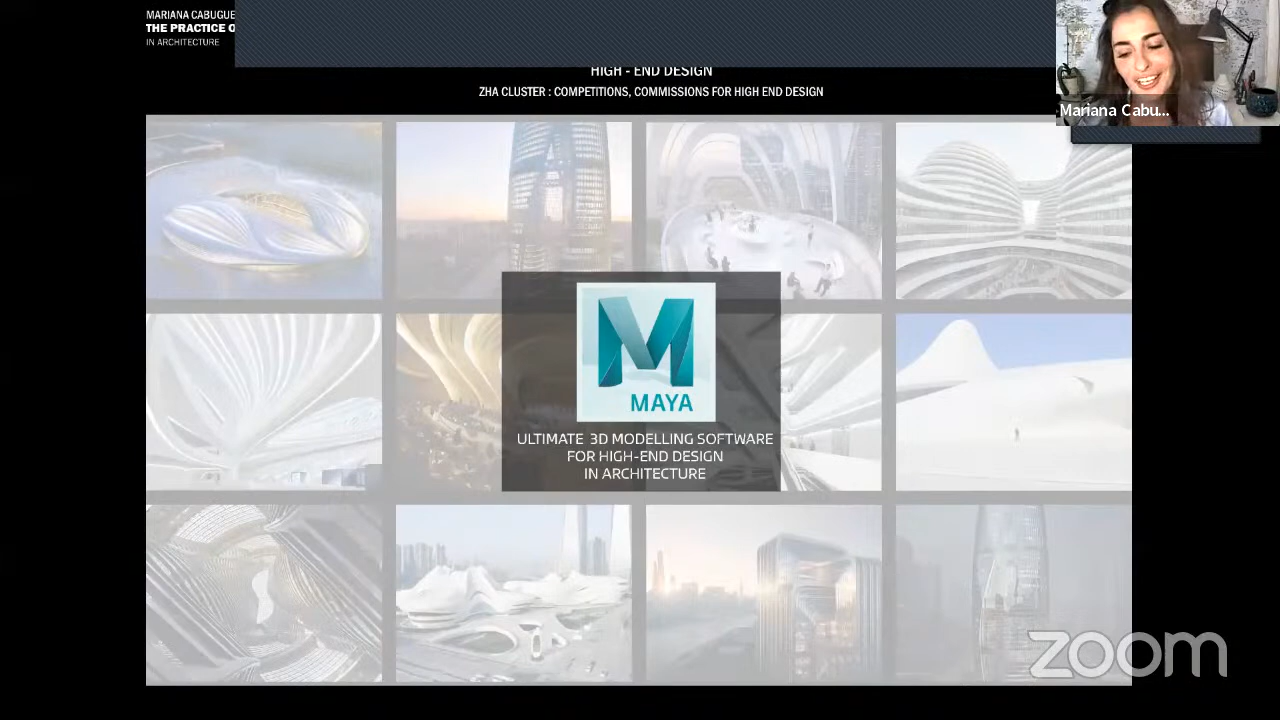 MARIANA CABUGUE
THE PRACTICE O
IN ARCHITECTURE
HIGH - END DESIGN
ZHA CLUSTER : COMPETITIONS, COMMISSIONS FOR HIGH END DESIGN
Mariana Cabu...
MAYA
ULTIMATE 3D MODELLING SOFTWARE
FOR HIGH-END DESIGN
IN ARCHITECTURE
zoom